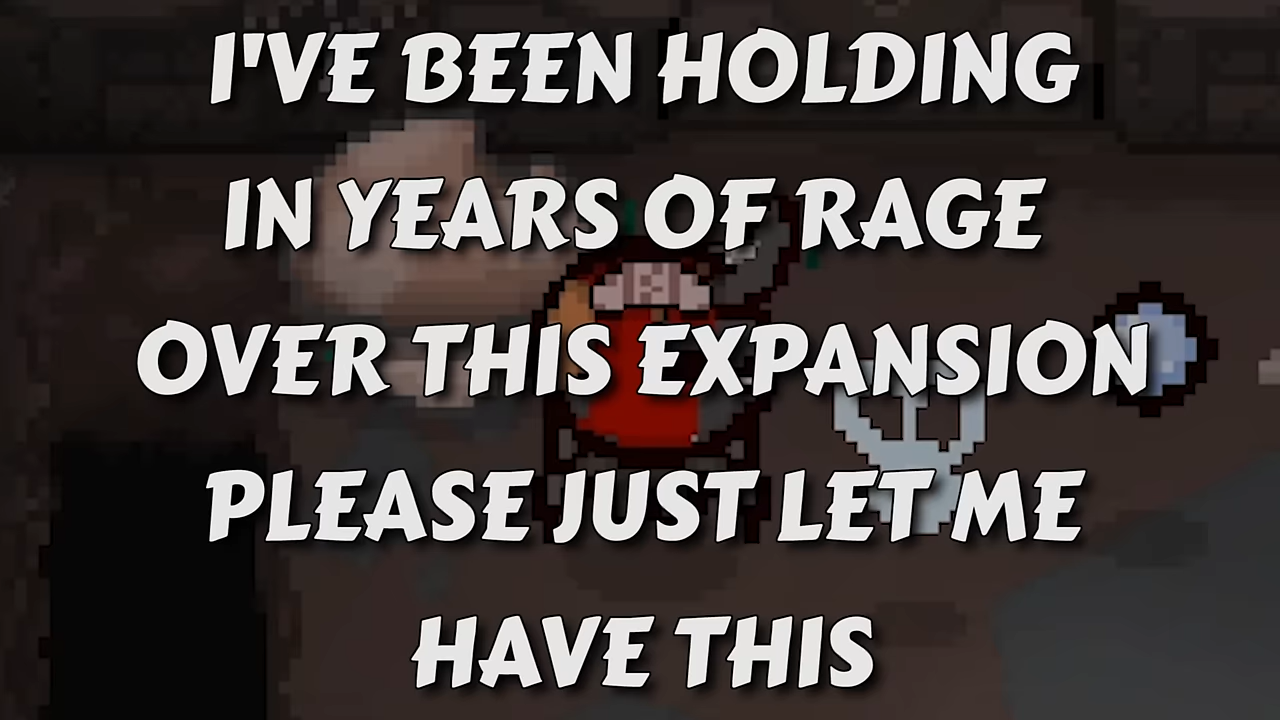 I'VE BEEN HOLDING
IN YEARS OF RAGE
OVER THIS EXPANSION
PLEASE JUST LET ME
HAVE THIS